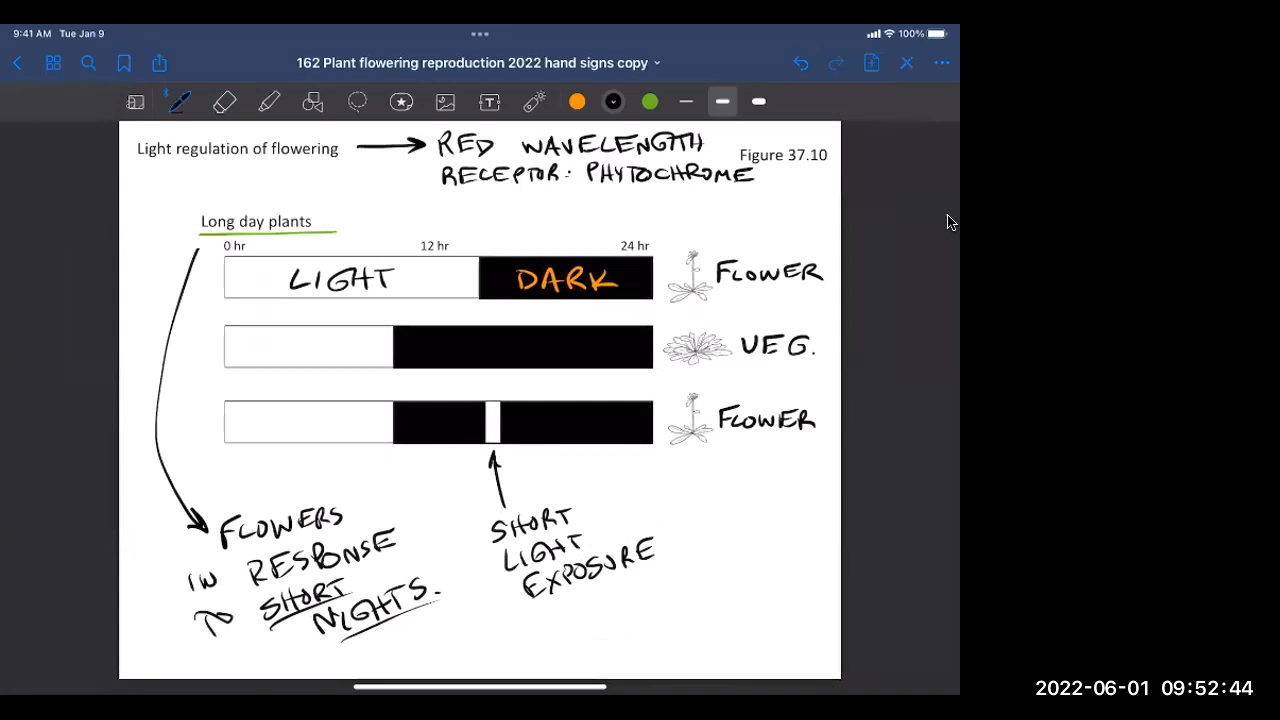 9:41 AM Tue Jan 9
100%
162 Plant flowering reproduction 2022 hand signs copy
Light regulation of flowering
RED WAVELENGTH
RECEPTOR: PHYTOCHROME
Figure 37.10
Long day plants
0 hr 12 hr 24 hr
LIGHT DARK FLOWER
VEG.
FLOWER
FLOWERS
IN RESPONSE
TO SHORT
NIGHTS.
SHORT
LIGHT
EXPOSURE
2022-06-01 09:52:44